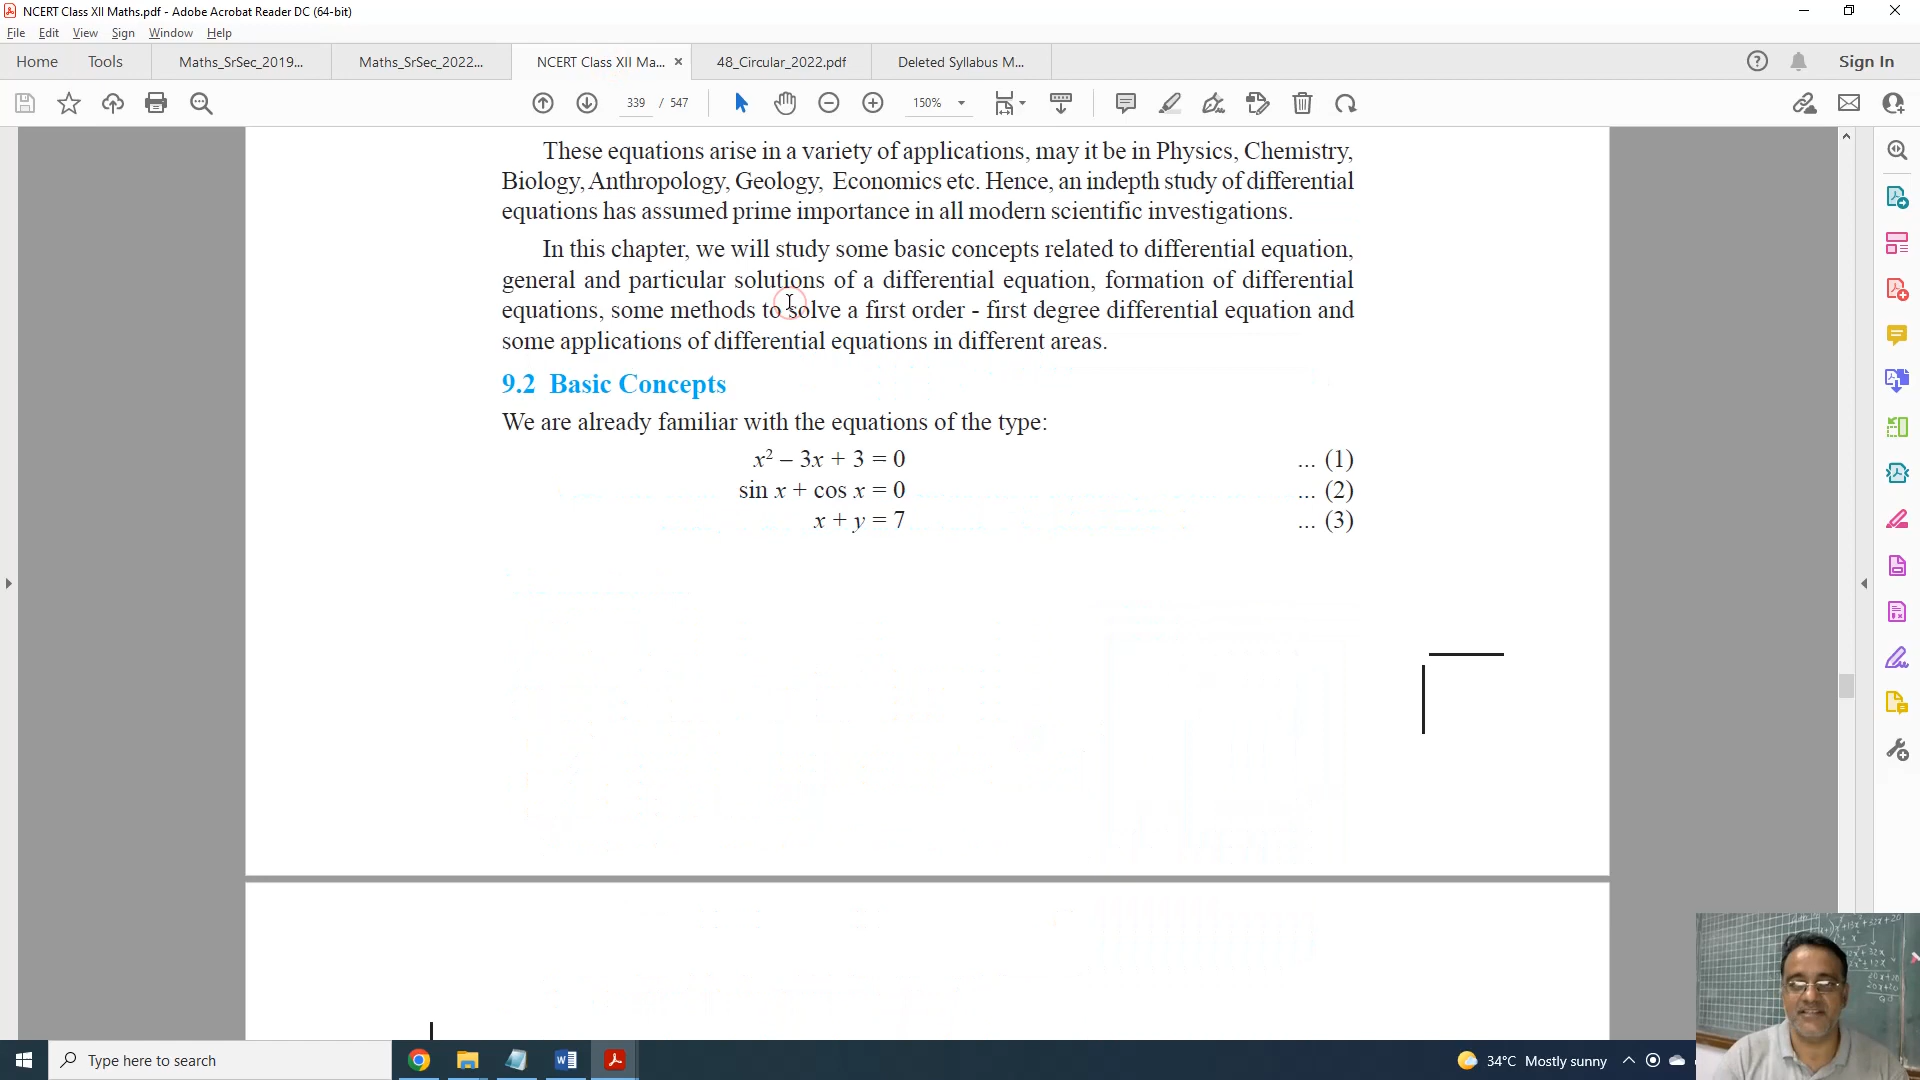 NCERT Class XII Maths.pdf - Adobe Acrobat Reader DC (64-bit)
File Edit View Sign Window Help
Home Tools Maths_SrSec_2019... Maths_SrSec_2022... NCERT Class XII Ma... × 48_Circular_2022.pdf Deleted Syllabus M... Sign In
339 / 547 150%
These equations arise in a variety of applications, may it be in Physics, Chemistry,
Biology, Anthropology, Geology, Economics etc. Hence, an indepth study of differential
equations has assumed prime importance in all modern scientific investigations.
In this chapter, we will study some basic concepts related to differential equation,
general and particular solutions of a differential equation, formation of differential
equations, some methods to solve a first order - first degree differential equation and
some applications of differential equations in different areas.
9.2 Basic Concepts
We are already familiar with the equations of the type:
x² – 3x + 3 = 0 ... (1)
sin x + cos x = 0 ... (2)
x + y = 7 ... (3)
Type here to search
34°C Mostly sunny